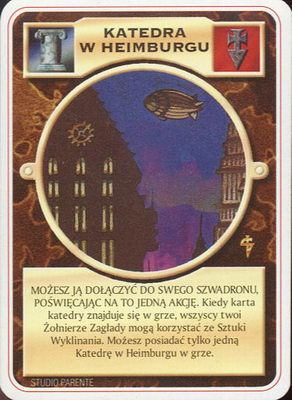 KATEDRA
W HEIMBURGU
MOŻESZ JĄ DOŁĄCZYĆ DO SWEGO SZWADRONU,
POŚWIĘCAJĄC NA TO JEDNĄ AKCJĘ. Kiedy karta
katedry znajduje się w grze, wszyscy twoi
Żołnierze Zagłady mogą korzystać ze Sztuki
Wyklinania. Możesz posiadać tylko jedną
Katedrę w Heimburgu w grze.
STUDIO PARENTE